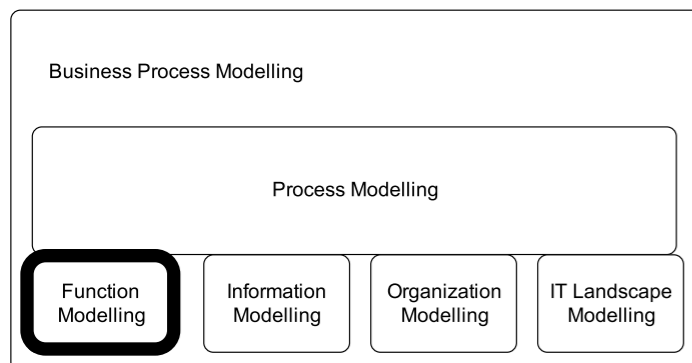 Business Process Modelling
Process Modelling
Function
Modelling
Information
Modelling
Organization
Modelling
IT Landscape
Modelling